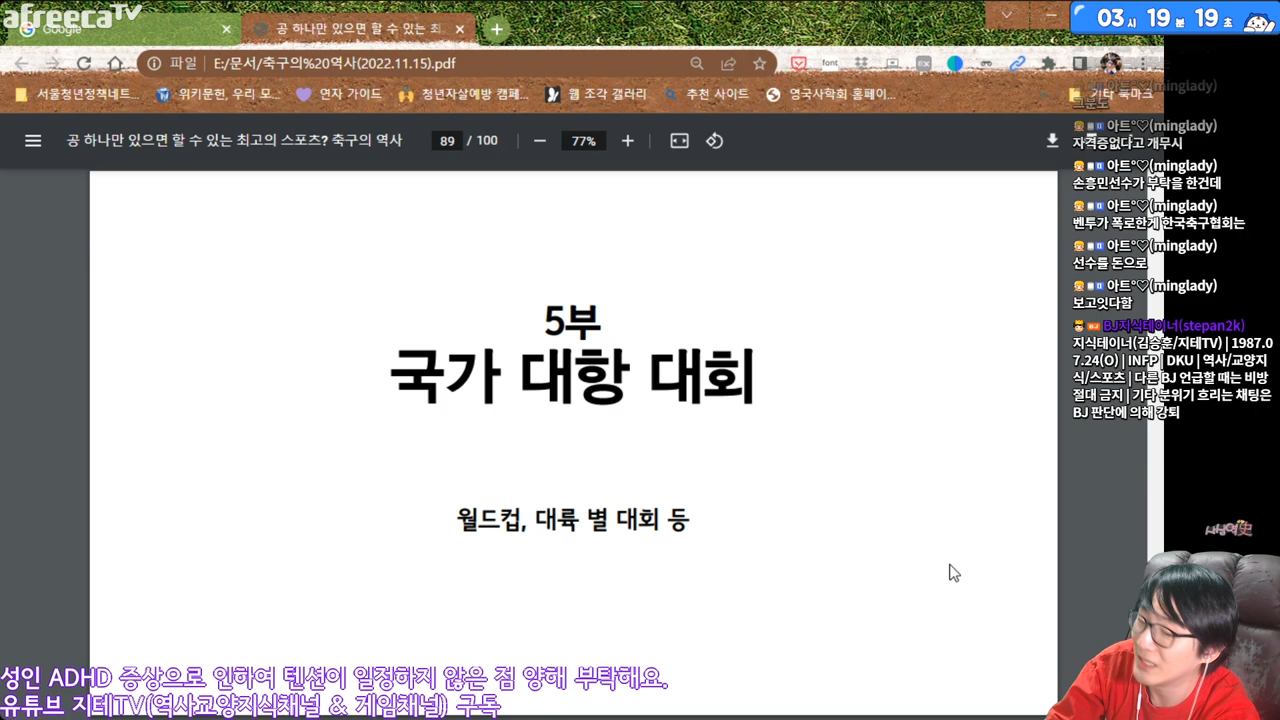 afreecaTV
Google
공 하나만 있으면 할 수 있는 최
03시 19분 19초
파일
E:/문서/축구의%20역사(2022.11.15).pdf
서울청년정책네트...
위키문헌, 우리 모...
연자 가이드
청년자살예방 캠페...
웹 조각 갤러리
추천 사이트
영국사학회 홈페이...
기타 북마크
공 하나만 있으면 할 수 있는 최고의 스포츠? 축구의 역사
89 / 100
77%
그분도
아트°♡(minglady)
자격증없다고 개무시
아트°♡(minglady)
손흥민선수가 부탁을 한건데
아트°♡(minglady)
벤투가 폭로한게 한국축구협회는
아트°♡(minglady)
선수를 돈으로
아트°♡(minglady)
보고잇다함
BJ지식테이너(stepan2k)
지식테이너(김승훈/지테TV) | 1987.0
7.24(O) | INFP | DKU | 역사/교양지
식/스포츠 | 다른 BJ 언급할 때는 비방
절대 금지 | 기타 분위기 흐리는 채팅은
BJ 판단에 의해 강퇴
5부
국가 대항 대회
월드컵, 대륙 별 대회 등
성인 ADHD 증상으로 인하여 텐션이 일정하지 않은 점 양해 부탁해요.
유튜브 지테TV(역사교양지식채널 & 게임채널) 구독